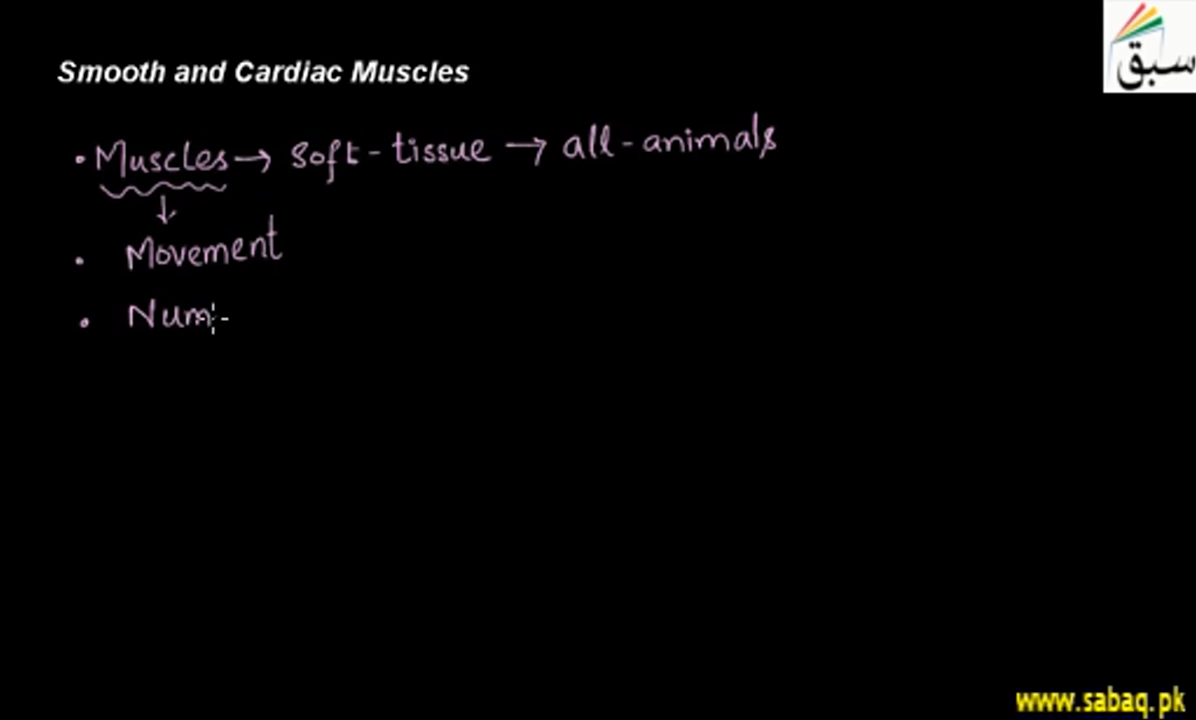 سبق
Smooth and Cardiac Muscles
• Muscles → Soft-tissue → all-animals
↓
• Movement
• Num
www.sabaq.pk